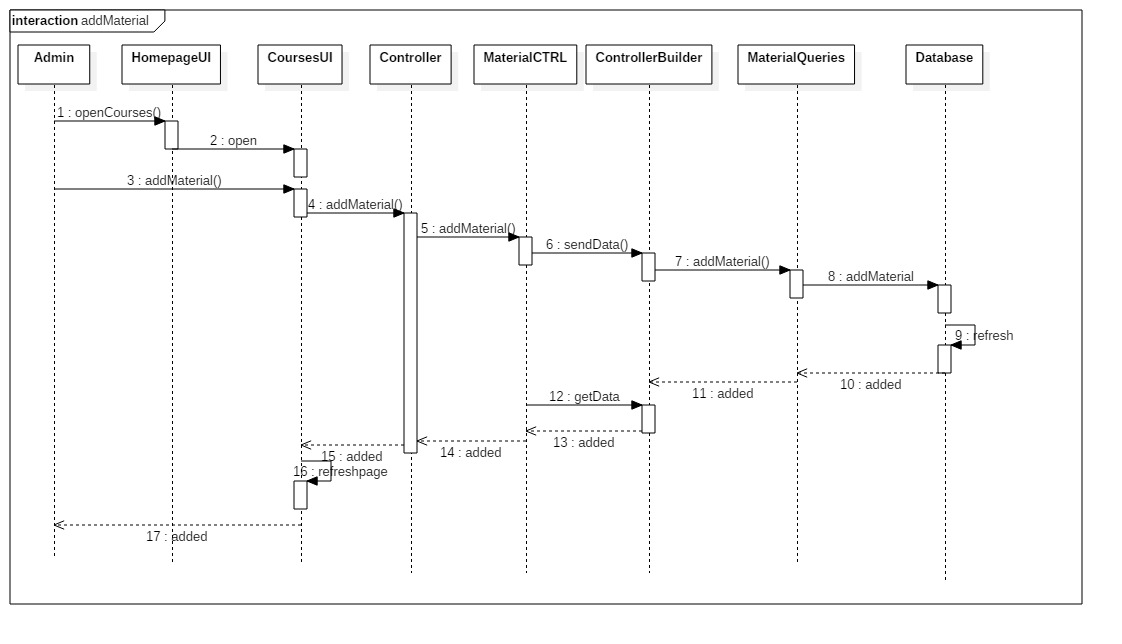 interaction addMaterial
Admin
HomepageUI
CoursesUI
Controller
MaterialCTRL
ControllerBuilder
MaterialQueries
Database
1 : openCourses()
2 : open
3 : addMaterial()
4 : addMaterial()
5 : addMaterial()
6 : sendData()
7 : addMaterial()
8 : addMaterial
9 : refresh
10 : added
11 : added
12 : getData
13 : added
14 : added
15 : added
16 : refreshpage
17 : added